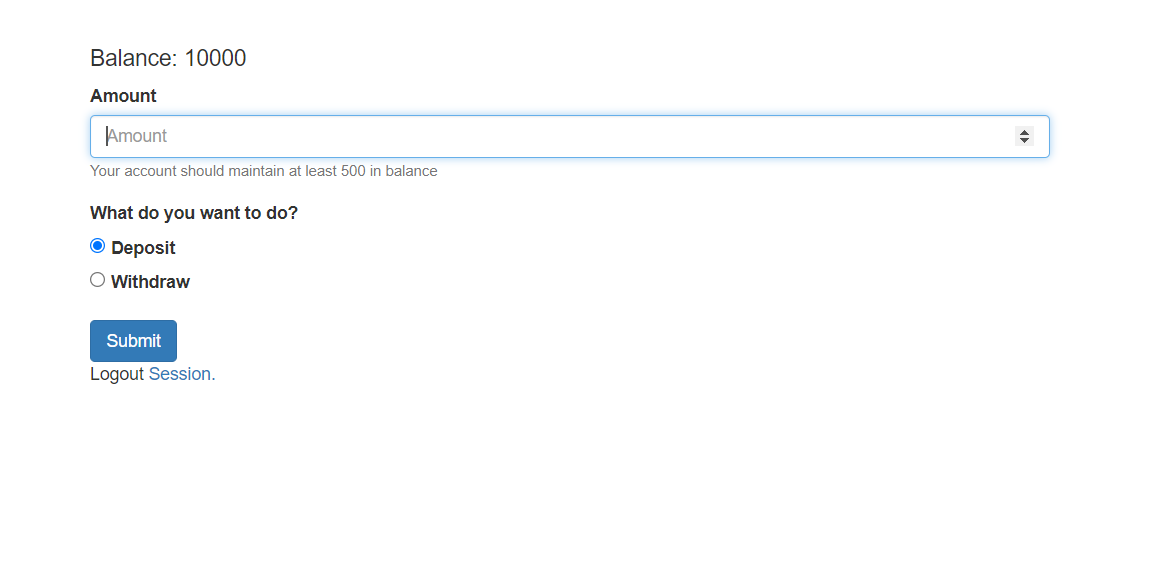 Balance: 10000
Amount
Amount
Your account should maintain at least 500 in balance
What do you want to do?
Deposit
Withdraw
Submit
Logout Session.